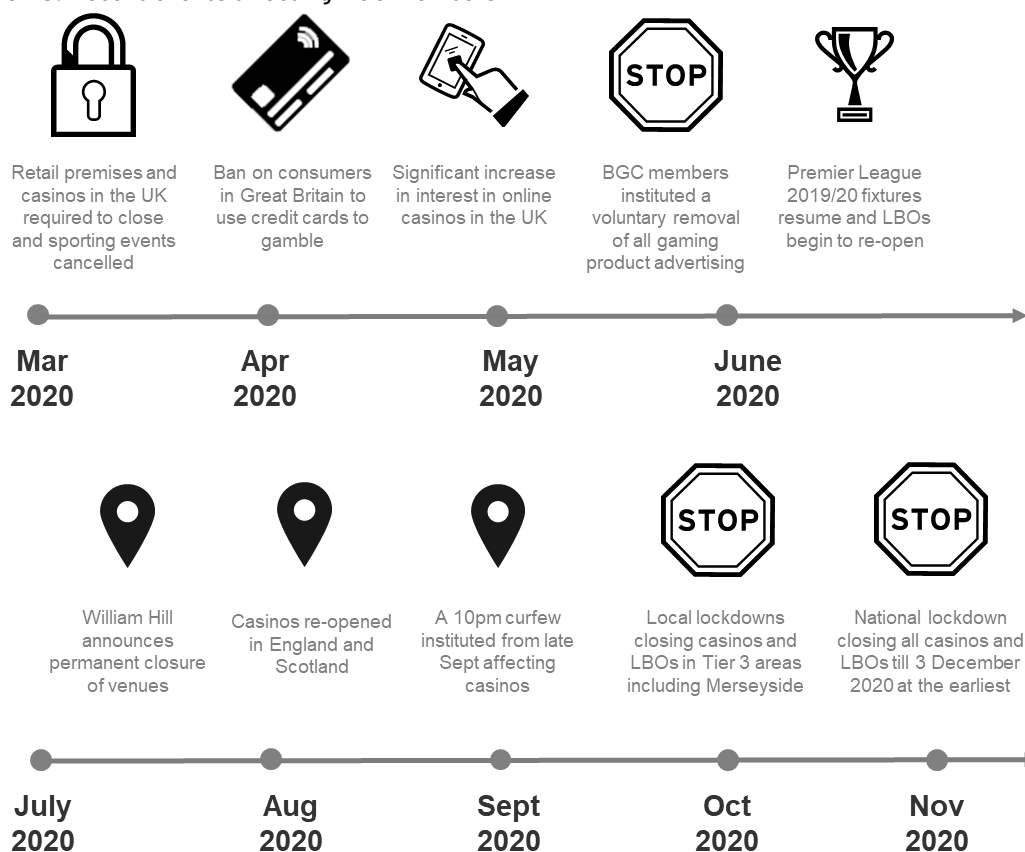 STOP
Retail premises and
casinos in the UK
required to close
and sporting events
cancelled
Ban on consumers
in Great Britain to
use credit cards to
gamble
Significant increase
in interest in online
casinos in the UK
BGC members
instituted a
voluntary removal
of all gaming
product advertising
Premier League
2019/20 fixtures
resume and LBOs
begin to re-open
Mar
2020
Apr
2020
May
2020
June
2020
STOP
STOP
William Hill
announces
permanent closure
of venues
Casinos re-opened
in England and
Scotland
A 10pm curfew
instituted from late
Sept affecting
casinos
Local lockdowns
closing casinos and
LBOs in Tier 3 areas
including Merseyside
National lockdown
closing all casinos and
LBOs till 3 December
2020 at the earliest
July
2020
Aug
2020
Sept
2020
Oct
2020
Nov
2020